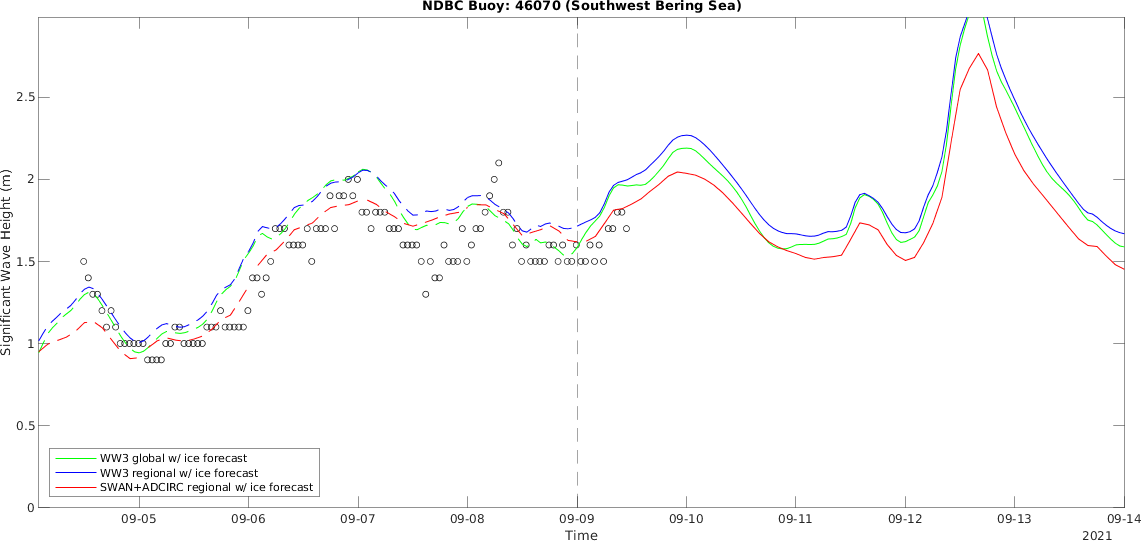 NDBC Buoy: 46070 (Southwest Bering Sea)
Significant Wave Height (m)
2.5
2
1.5
1
0.5
0
WW3 global w/ ice forecast
WW3 regional w/ ice forecast
SWAN+ADCIRC regional w/ ice forecast
09-05 09-06 09-07 09-08 09-09 09-10 09-11 09-12 09-13 09-14
Time
2021